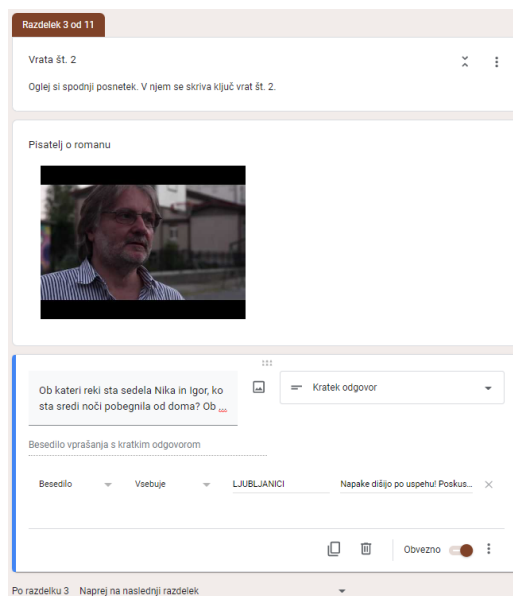 Razdelek 3 od 11
Vrata št. 2
Oglej si spodnji posnetek. V njem se skriva ključ vrat št. 2.
Pisatelj o romanu
Ob kateri reki sta sedela Nika in Igor, ko
sta sredi noči pobegnila od doma? Ob ...
Kratek odgovor
Besedilo vprašanja s kratkim odgovorom
Besedilo Vsebuje LJUBLJANICI Napake dišijo po uspehu! Poskus...
Obvezno
Po razdelku 3 Naprej na naslednji razdelek